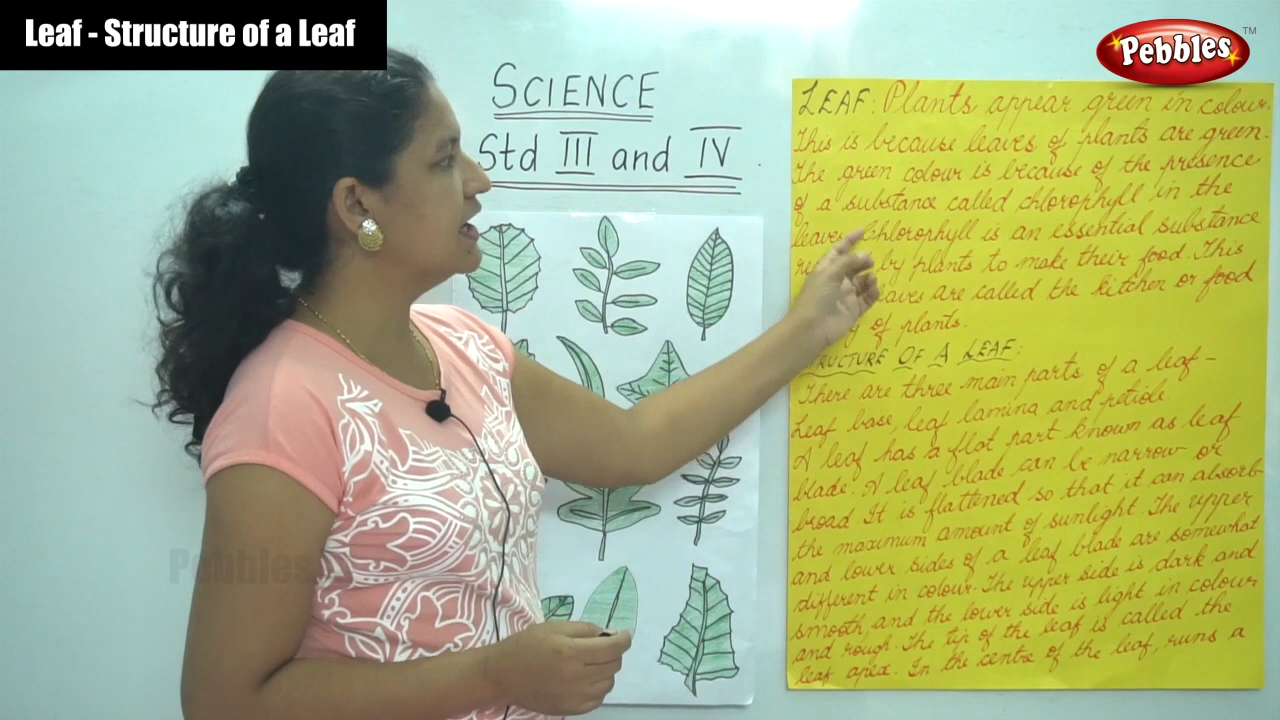 Leaf - Structure of a Leaf
Pebbles TM
SCIENCE
Std III and IV .
LEAF: Plants appear green in colour.
This is because leaves of plants are green.
The green colour is because of the presence
of a substance called chlorophyll in the
leaves. Chlorophyll is an essential substance
by plants to make their food. This
leaves are called the kitchen or food
of plants.
STRUCTURE OF A LEAF:
There are three main parts of a leaf -
Leaf base, leaf lamina and petiole.
A leaf has a flat part known as leaf
blade. A leaf blade can be narrow or
broad. It is flattened so that it can absorb
the maximum amount of sunlight. The upper
and lower sides of a leaf blade are somewhat
different in colour. The upper side is dark and
smooth, and the lower side is light in colour
and rough. The tip of the leaf is called the
leaf apex. In the centre of the leaf, runs a
Pebbles